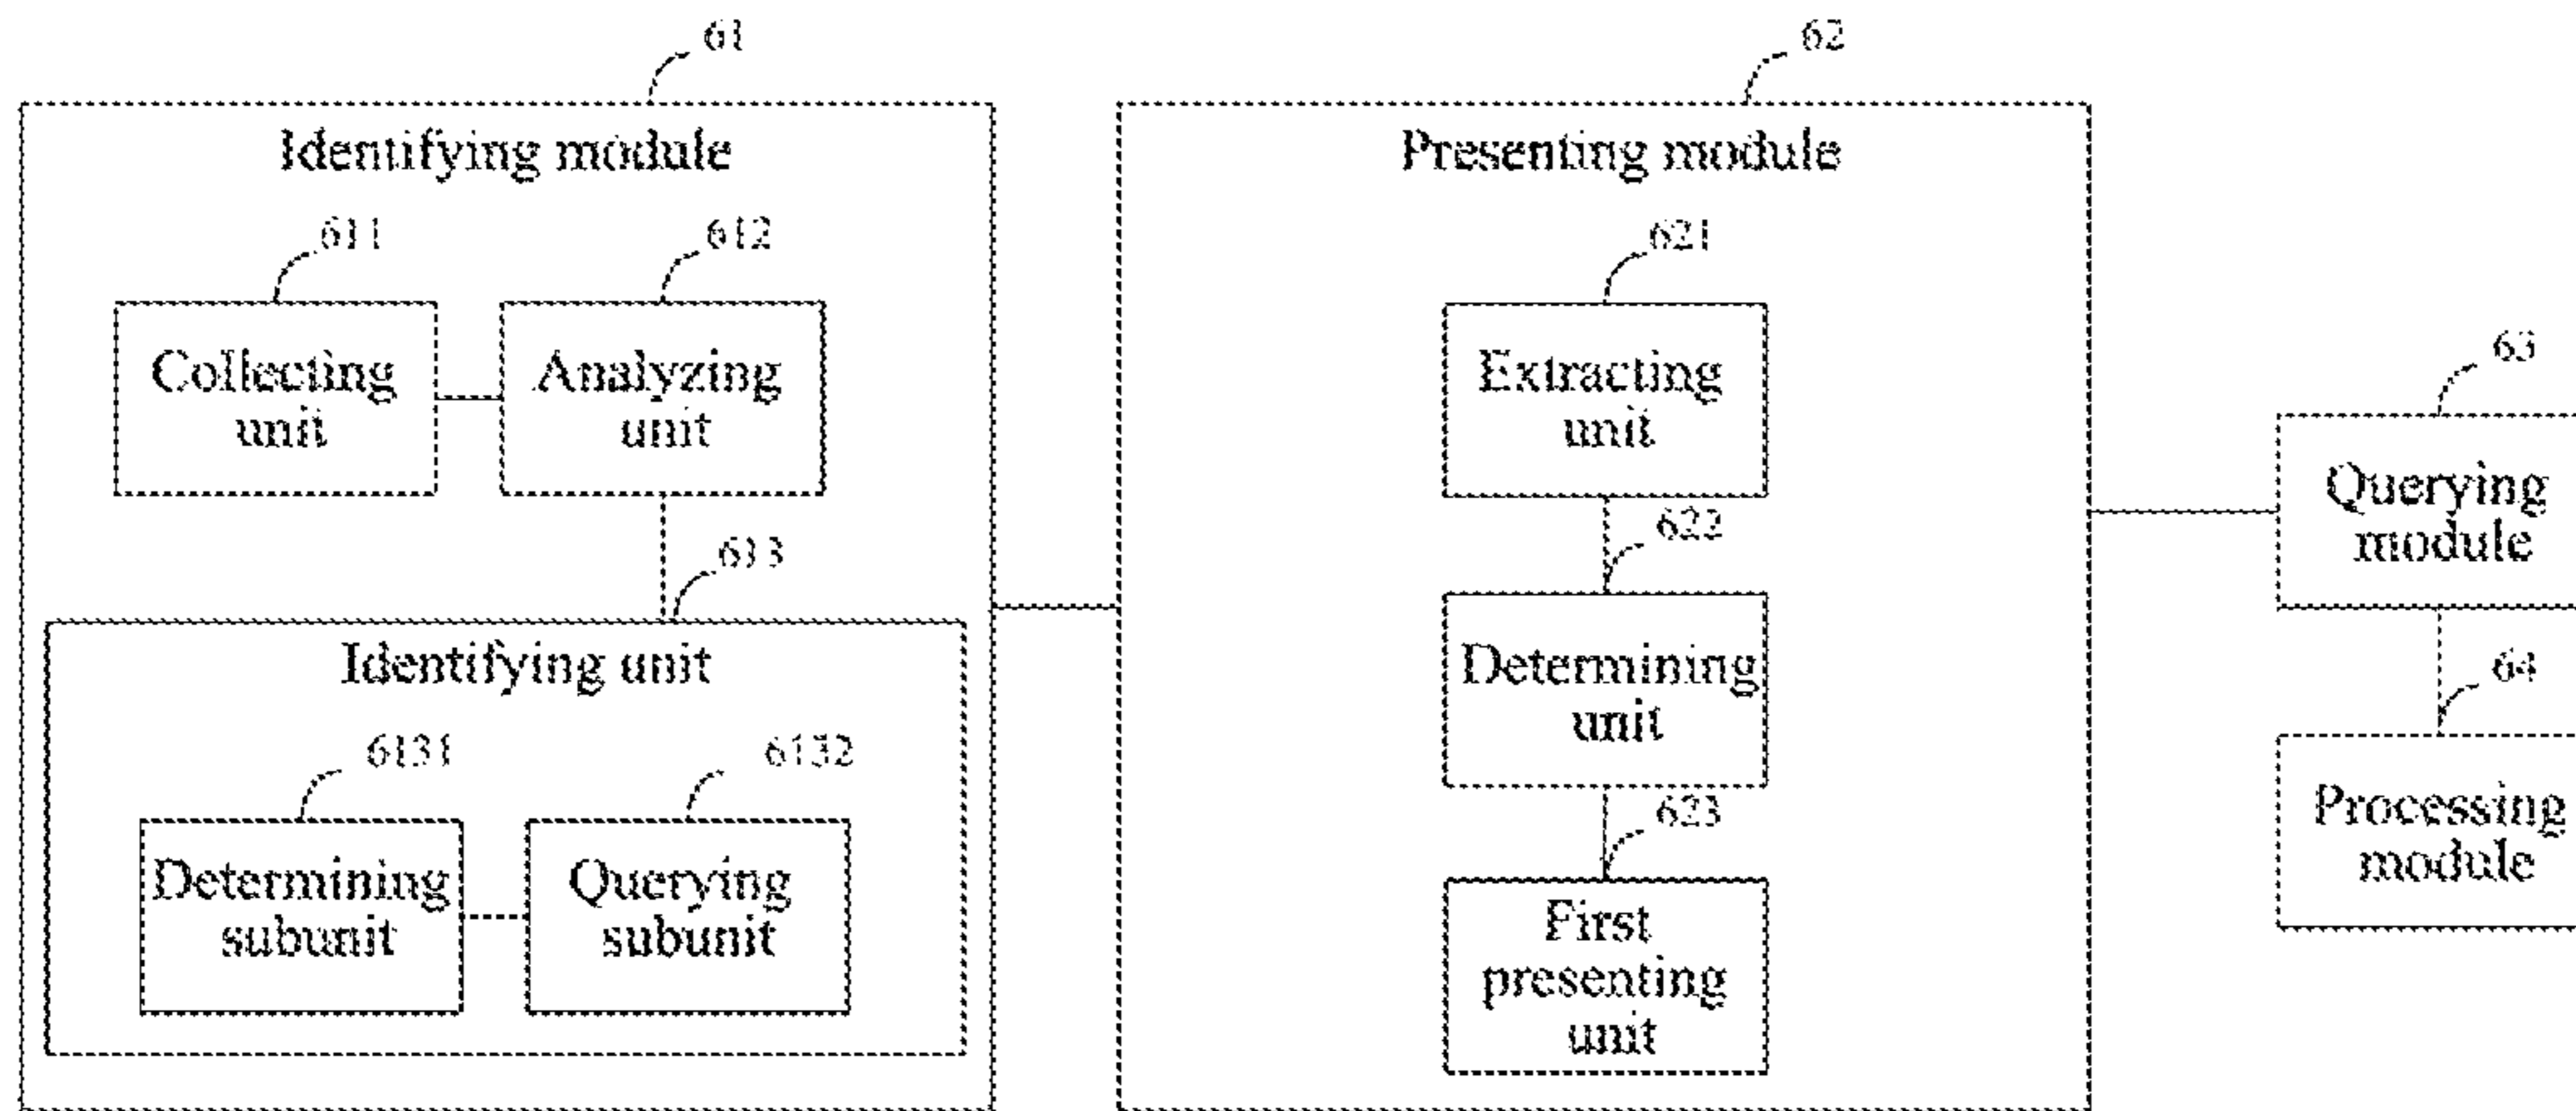 61
62
Identifying module
Presenting module
611
612
621
Collecting
unit
Analyzing
unit
Extracting
unit
63
Querying
module
613
622
Identifying unit
Determining
unit
64
6131
6132
Processing
module
623
Determining
subunit
Querying
subunit
First
presenting
unit